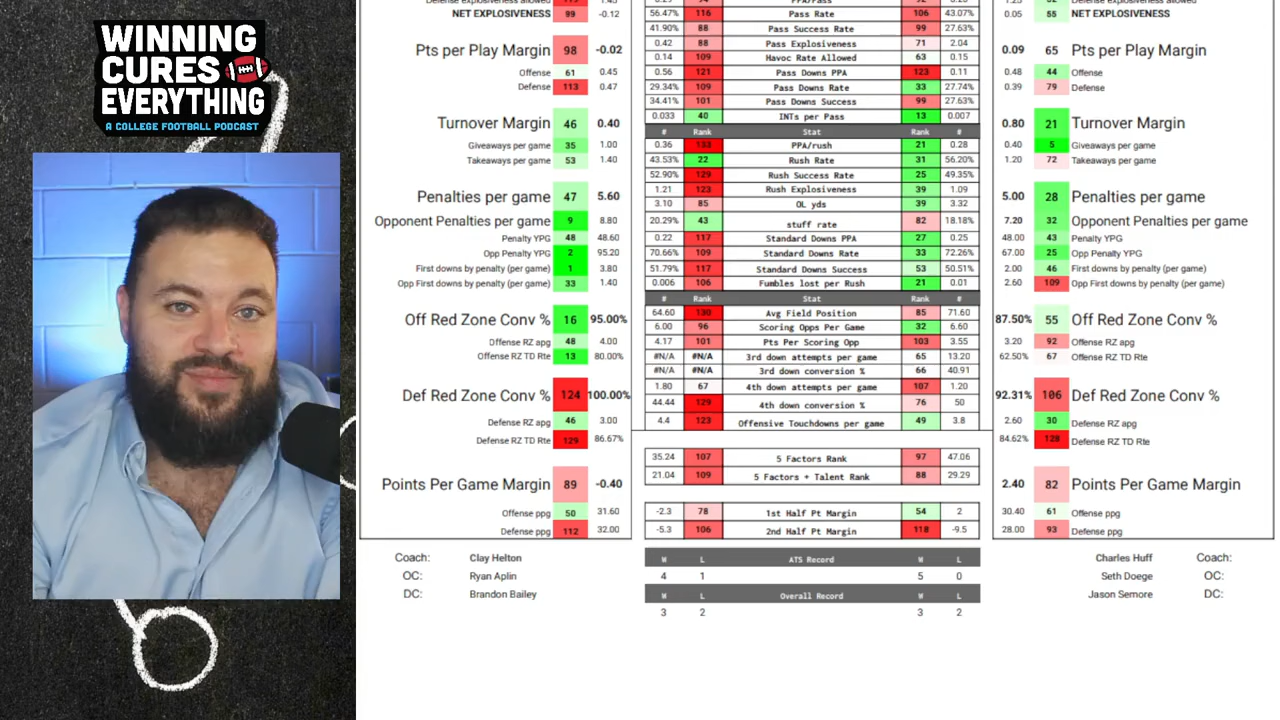 WINNING
CURES
EVERYTHING
A COLLEGE FOOTBALL PODCAST
NET EXPLOSIVENESS 99 -0.12
Pts per Play Margin 98 -0.02
Offense 61 0.45
Defense 113 0.47
Turnover Margin 46 0.40
Giveaways per game 35 1.00
Takeaways per game 53 1.40
Penalties per game 47 5.60
Opponent Penalties per game 9 8.80
Penalty YPG 48 48.60
Opp Penalty YPG 2 95.20
First downs by penalty (per game) 1 3.80
Opp First downs by penalty (per game) 33 1.40
Off Red Zone Conv % 16 95.00%
Offense RZ apg 48 4.00
Offense RZ TD Rte 13 80.00%
Def Red Zone Conv % 124 100.00%
Defense RZ apg 46 3.00
Defense RZ TD Rte 129 86.67%
Points Per Game Margin 89 -0.40
Offense ppg 50 31.60
Defense ppg 112 32.00
Coach: Clay Helton
OC: Ryan Aplin
DC: Brandon Bailey
56.47% 116 Pass Rate 106 43.07%
41.90% 88 Pass Success Rate 99 27.63%
0.42 88 Pass Explosiveness 71 2.04
0.14 109 Havoc Rate Allowed 63 0.15
0.56 121 Pass Downs PPA 123 0.11
29.34% 109 Pass Downs Rate 33 27.74%
34.41% 101 Pass Downs Success 99 27.63%
0.033 40 INTs per Pass 13 0.007
# Rank Stat Rank #
0.36 133 PPA/rush 21 0.28
43.53% 22 Rush Rate 31 56.20%
52.90% 129 Rush Success Rate 25 49.35%
1.21 123 Rush Explosiveness 39 1.09
3.10 85 OL yds 39 3.32
20.29% 43 stuff rate 82 18.18%
0.22 117 Standard Downs PPA 27 0.25
70.66% 109 Standard Downs Rate 33 72.26%
51.79% 117 Standard Downs Success 53 50.51%
0.006 106 Fumbles lost per Rush 21 0.01
# Rank Stat Rank #
64.60 130 Avg Field Position 85 71.60
6.00 96 Scoring Opps Per Game 32 6.60
4.17 101 Pts Per Scoring Opp 103 3.55
#N/A #N/A 3rd down attempts per game 65 13.20
#N/A #N/A 3rd down conversion % 66 40.91
1.80 67 4th down attempts per game 107 1.20
44.44 129 4th down conversion % 76 50
4.4 123 Offensive Touchdowns per game 49 3.8
35.24 107 5 Factors Rank 97 47.06
21.04 109 5 Factors + Talent Rank 88 29.29
-2.3 78 1st Half Pt Margin 54 2
-5.3 106 2nd Half Pt Margin 118 -9.5
W L ATS Record W L
4 1 5 0
W L Overall Record W L
3 2 3 2
0.05 55 NET EXPLOSIVENESS
0.09 65 Pts per Play Margin
0.48 44 Offense
0.39 79 Defense
0.80 21 Turnover Margin
0.40 5 Giveaways per game
1.20 72 Takeaways per game
5.00 28 Penalties per game
7.20 32 Opponent Penalties per game
48.00 43 Penalty YPG
67.00 25 Opp Penalty YPG
2.00 46 First downs by penalty (per game)
2.60 109 Opp First downs by penalty (per game)
87.50% 55 Off Red Zone Conv %
3.20 92 Offense RZ apg
62.50% 67 Offense RZ TD Rte
92.31% 106 Def Red Zone Conv %
2.60 30 Defense RZ apg
84.62% 128 Defense RZ TD Rte
2.40 82 Points Per Game Margin
30.40 61 Offense ppg
28.00 93 Defense ppg
Charles Huff Coach:
Seth Doege OC:
Jason Semore DC: